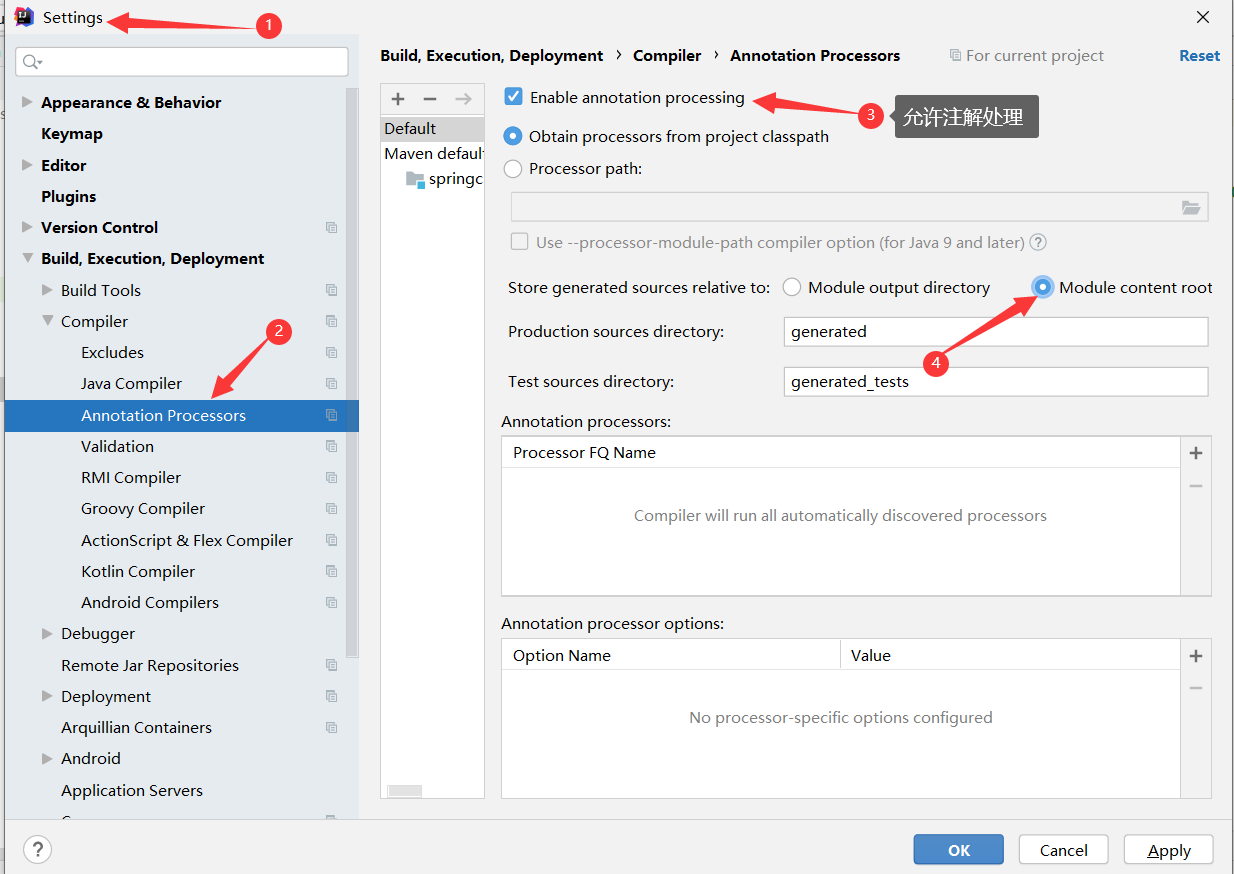 Settings
1
Build, Execution, Deployment › Compiler › Annotation Processors
For current project
Reset
Appearance & Behavior
Keymap
Editor
Plugins
Version Control
Build, Execution, Deployment
Build Tools
Compiler
2
Excludes
Java Compiler
Annotation Processors
Validation
RMI Compiler
Groovy Compiler
ActionScript & Flex Compiler
Kotlin Compiler
Android Compilers
Debugger
Remote Jar Repositories
Deployment
Arquillian Containers
Android
Application Servers
Default
Maven defaul
springc
Enable annotation processing
3
允许注解处理
Obtain processors from project classpath
Processor path:
Use --processor-module-path compiler option (for Java 9 and later) ?
Store generated sources relative to: Module output directory Module content root
Production sources directory: generated
4
Test sources directory: generated_tests
Annotation processors:
Processor FQ Name
Compiler will run all automatically discovered processors
Annotation processor options:
Option Name Value
No processor-specific options configured
? OK Cancel Apply